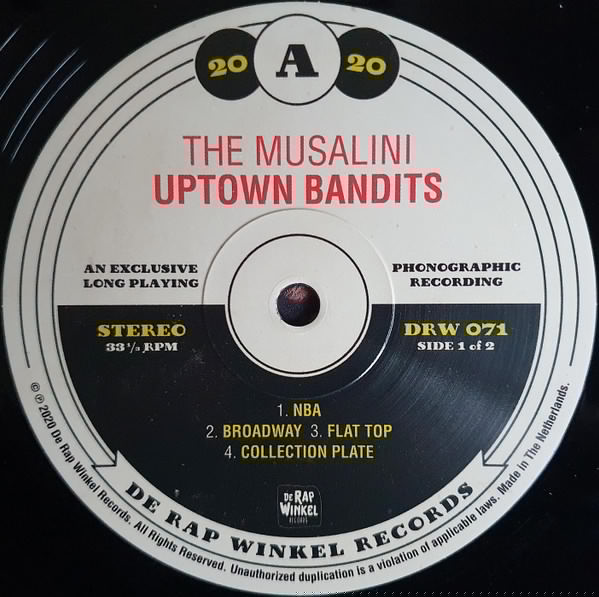 20 A 20
THE MUSALINI
UPTOWN BANDITS
AN EXCLUSIVE
LONG PLAYING
PHONOGRAPHIC
RECORDING
STEREO
33 ⅓ RPM
DRW 071
SIDE 1 of 2
1. NBA
2. BROADWAY 3. FLAT TOP
4. COLLECTION PLATE
DE RAP
WINKEL
RECORDS
DE RAP WINKEL RECORDS
© ℗ 2020 De Rap Winkel Records. All Rights Reserved. Unauthorized duplication is a violation of applicable laws. Made in The Netherlands.